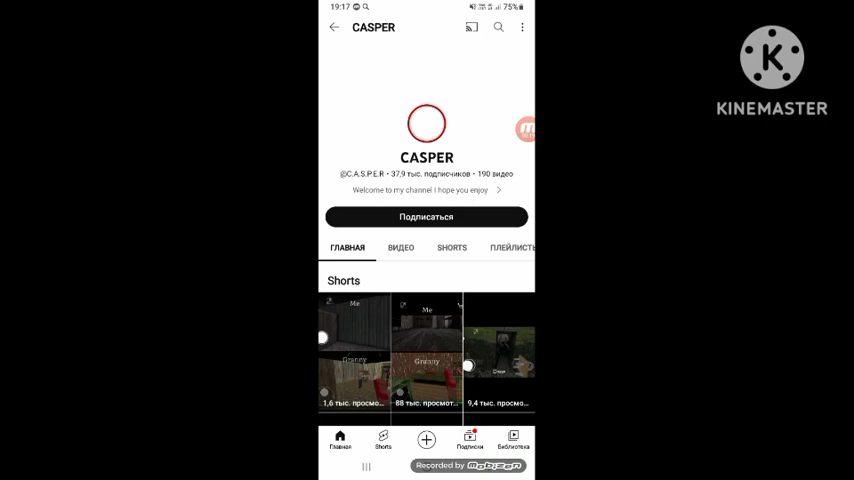 19:17
75%
CASPER
KINEMASTER
CASPER
@C.A.S.P.E.R • 37,9 тыс. подписчиков • 190 видео
Welcome to my channel I hope you enjoy
Подписаться
ГЛАВНАЯ ВИДЕО SHORTS ПЛЕЙЛИСТЬ
Shorts
Me
Me
Granny
Granny
1,6 тыс. просмо...
88 тыс. просмот...
9,4 тыс. просмо...
Главная Shorts Подписки Библиотека
Recorded by mobizen